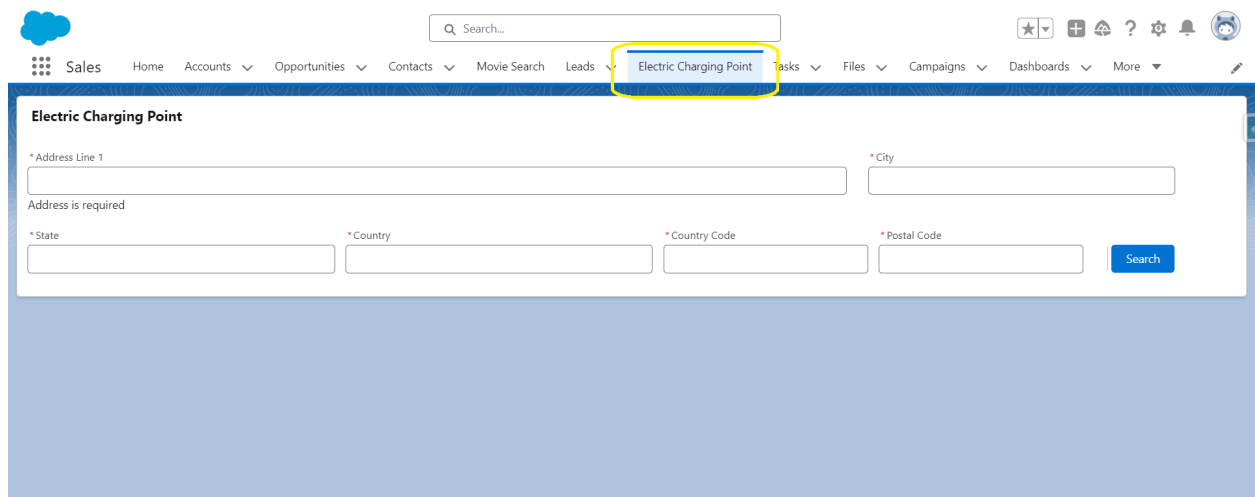 Search...
Sales Home Accounts Opportunities Contacts Movie Search Leads Electric Charging Point Tasks Files Campaigns Dashboards More
Electric Charging Point
* Address Line 1 * City
Address is required
* State * Country * Country Code * Postal Code
Search